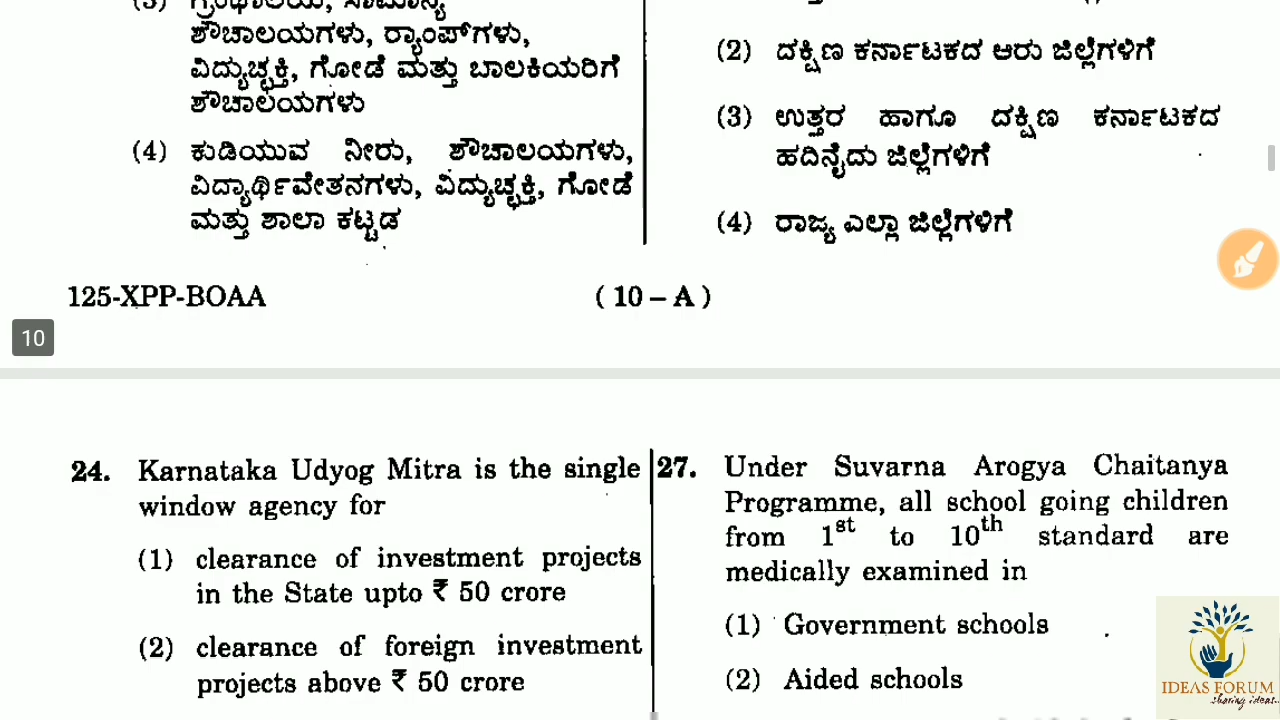 (3) ಗ್ರಂಥಾಲಯ, ಸಾಮಾನ್ಯ
ಶೌಚಾಲಯಗಳು, ರ‍್ಯಾಂಪ್‌ಗಳು,
ವಿದ್ಯುಚ್ಛಕ್ತಿ, ಗೋಡೆ ಮತ್ತು ಬಾಲಕಿಯರಿಗೆ
ಶೌಚಾಲಯಗಳು
(4) ಕುಡಿಯುವ ನೀರು, ಶೌಚಾಲಯಗಳು,
ವಿದ್ಯಾರ್ಥಿವೇತನಗಳು, ವಿದ್ಯುಚ್ಛಕ್ತಿ, ಗೋಡೆ
ಮತ್ತು ಶಾಲಾ ಕಟ್ಟಡ
(2) ದಕ್ಷಿಣ ಕರ್ನಾಟಕದ ಆರು ಜಿಲ್ಲೆಗಳಿಗೆ
(3) ಉತ್ತರ ಹಾಗೂ ದಕ್ಷಿಣ ಕರ್ನಾಟಕದ
ಹದಿನೈದು ಜಿಲ್ಲೆಗಳಿಗೆ
(4) ರಾಜ್ಯ ಎಲ್ಲಾ ಜಿಲ್ಲೆಗಳಿಗೆ
125-XPP-BOAA
( 10 – A )
10
24. Karnataka Udyog Mitra is the single
window agency for
(1) clearance of investment projects
in the State upto ₹ 50 crore
(2) clearance of foreign investment
projects above ₹ 50 crore
27. Under Suvarna Arogya Chaitanya
Programme, all school going children
from 1st to 10th standard are
medically examined in
(1) Government schools
(2) Aided schools
IDEAS FORUM
sharing ideas..